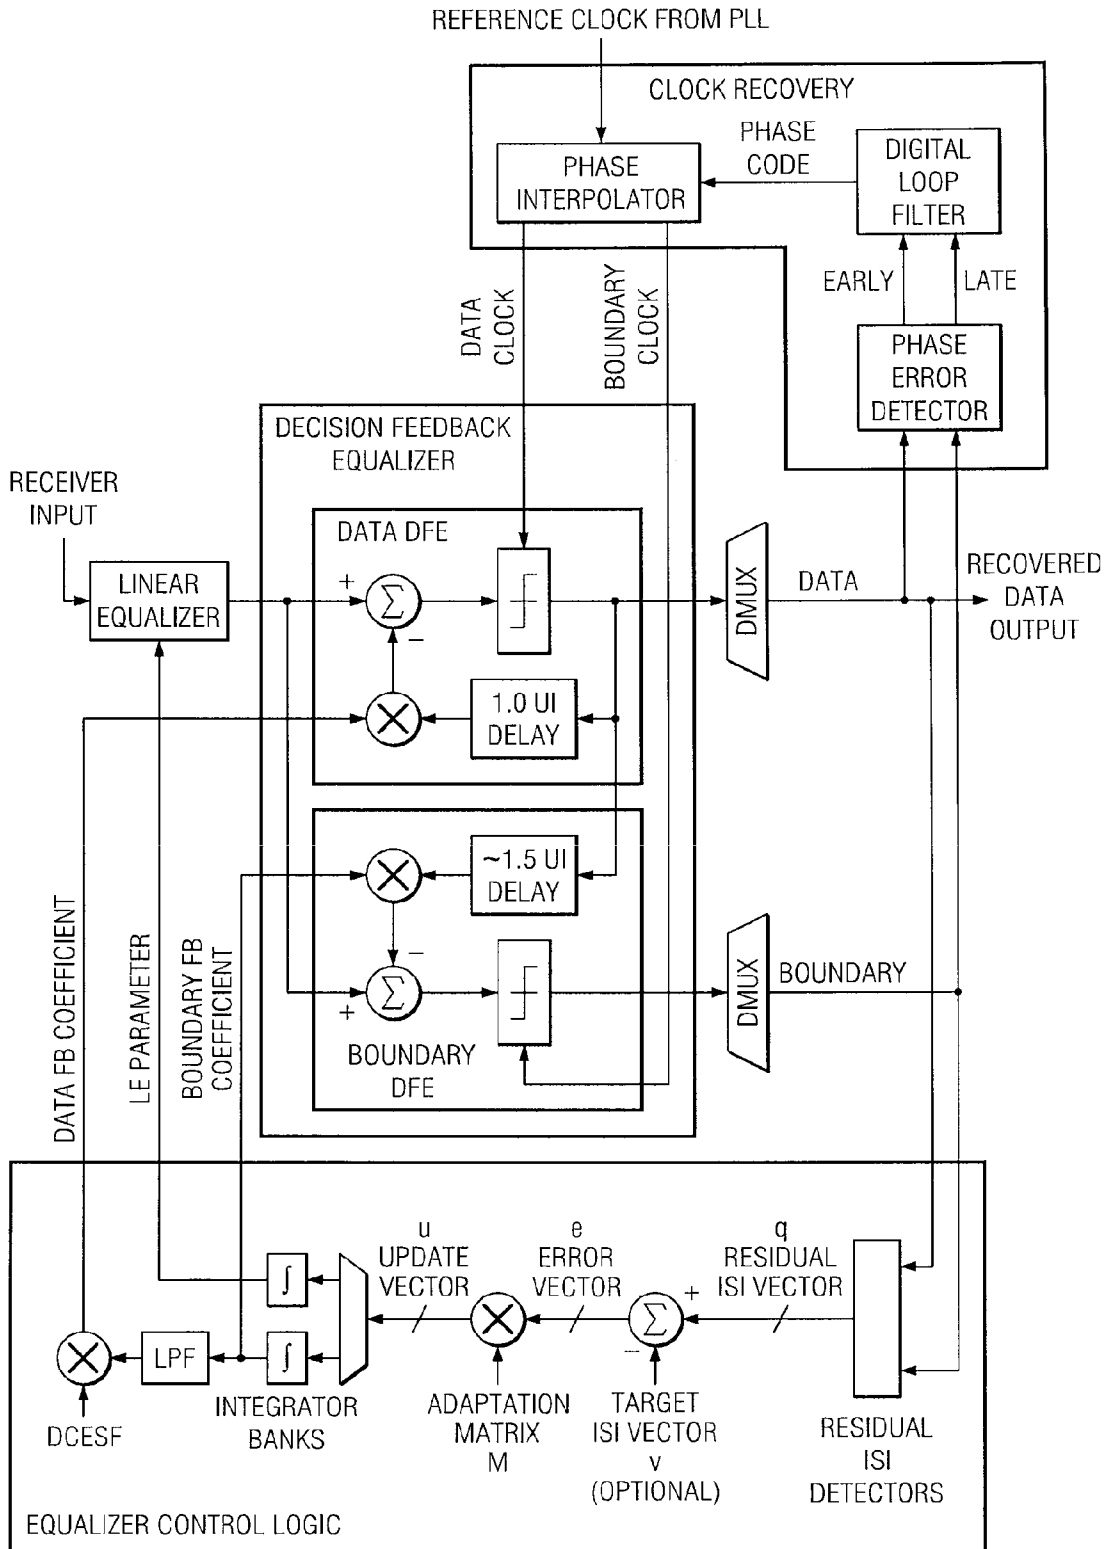 REFERENCE CLOCK FROM PLL
CLOCK RECOVERY
PHASE
INTERPOLATOR
PHASE
CODE
DIGITAL
LOOP
FILTER
EARLY
LATE
PHASE
ERROR
DETECTOR
DATA
CLOCK
BOUNDARY
CLOCK
DECISION FEEDBACK
EQUALIZER
RECEIVER
INPUT
LINEAR
EQUALIZER
DATA DFE
+
Σ
−
1.0 UI
DELAY
DMUX
DATA
RECOVERED
DATA
OUTPUT
~1.5 UI
DELAY
−
Σ
+
BOUNDARY
DFE
DMUX
BOUNDARY
DATA FB COEFFICIENT
LE PARAMETER
BOUNDARY FB
COEFFICIENT
u
UPDATE
VECTOR
e
ERROR
VECTOR
q
RESIDUAL
ISI VECTOR
∫
∫
+
Σ
−
LPF
DCESF
INTEGRATOR
BANKS
ADAPTATION
MATRIX
M
TARGET
ISI VECTOR
v
(OPTIONAL)
RESIDUAL
ISI
DETECTORS
EQUALIZER CONTROL LOGIC